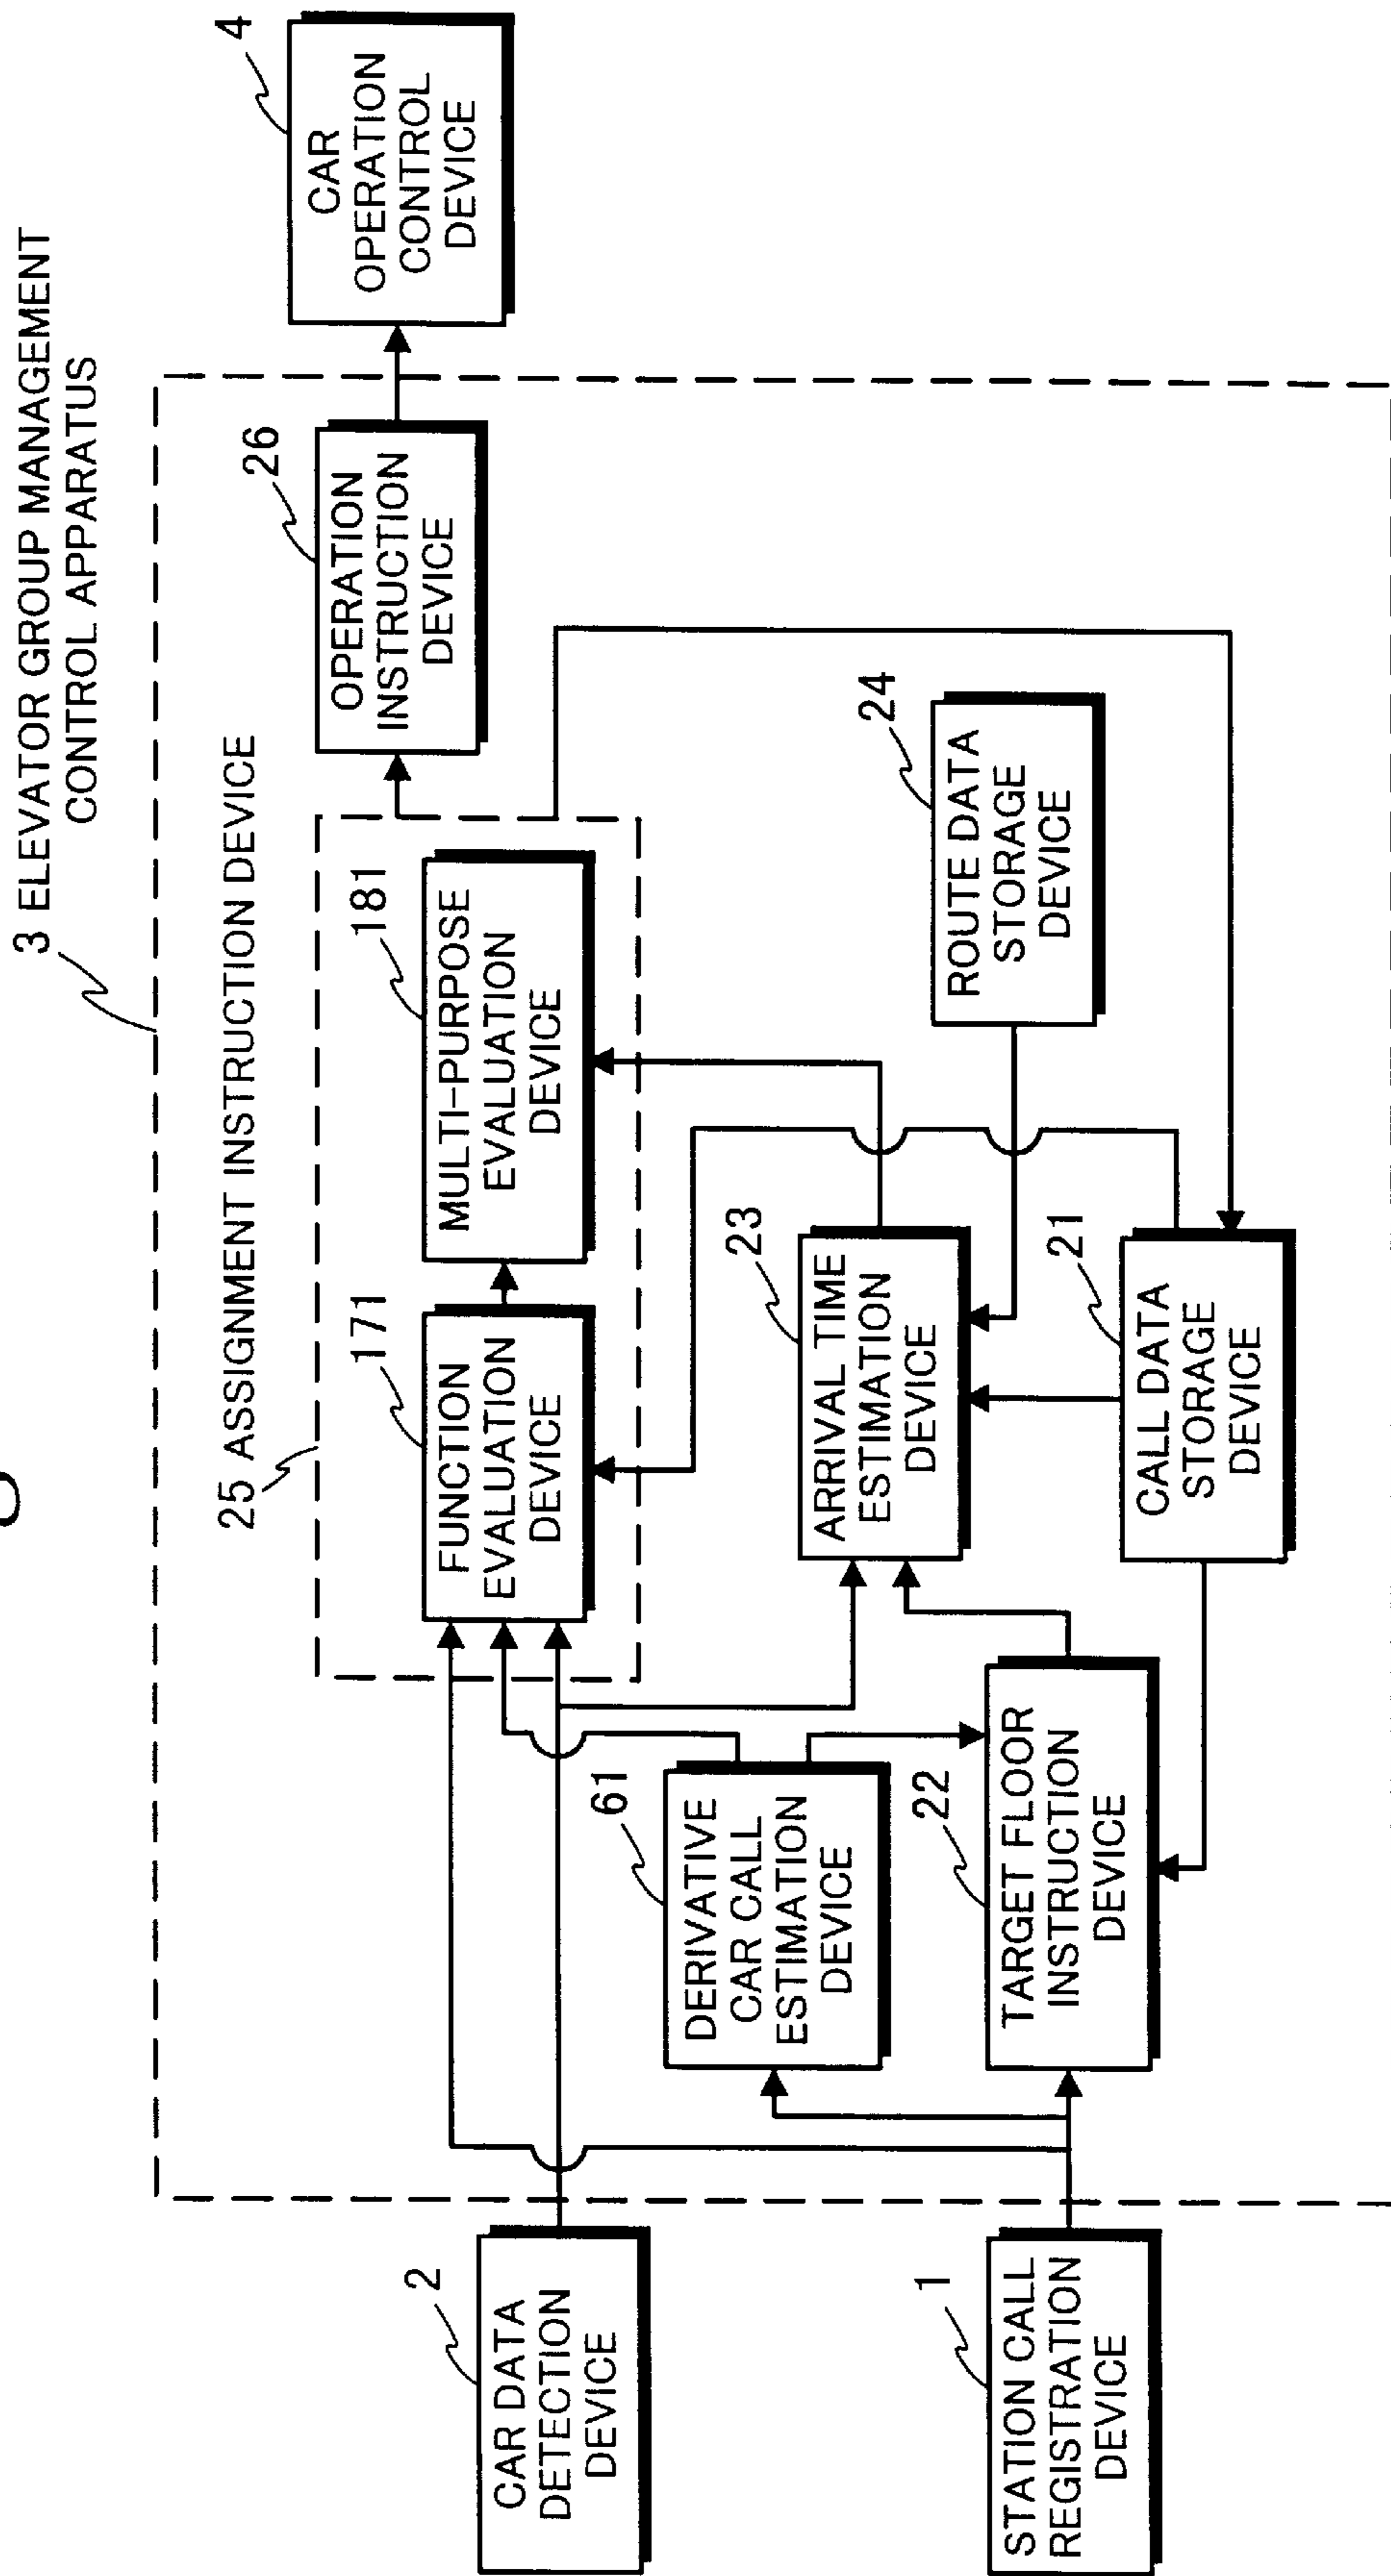 3 ELEVATOR GROUP MANAGEMENT
CONTROL APPARATUS
25 ASSIGNMENT INSTRUCTION DEVICE
26
OPERATION
INSTRUCTION
DEVICE
4
CAR
OPERATION
CONTROL
DEVICE
171
FUNCTION
EVALUATION
DEVICE
181
MULTI-PURPOSE
EVALUATION
DEVICE
2
CAR DATA
DETECTION
DEVICE
61
DERIVATIVE
CAR CALL
ESTIMATION
DEVICE
23
ARRIVAL TIME
ESTIMATION
DEVICE
24
ROUTE DATA
STORAGE
DEVICE
1
STATION CALL
REGISTRATION
DEVICE
22
TARGET FLOOR
INSTRUCTION
DEVICE
21
CALL DATA
STORAGE
DEVICE